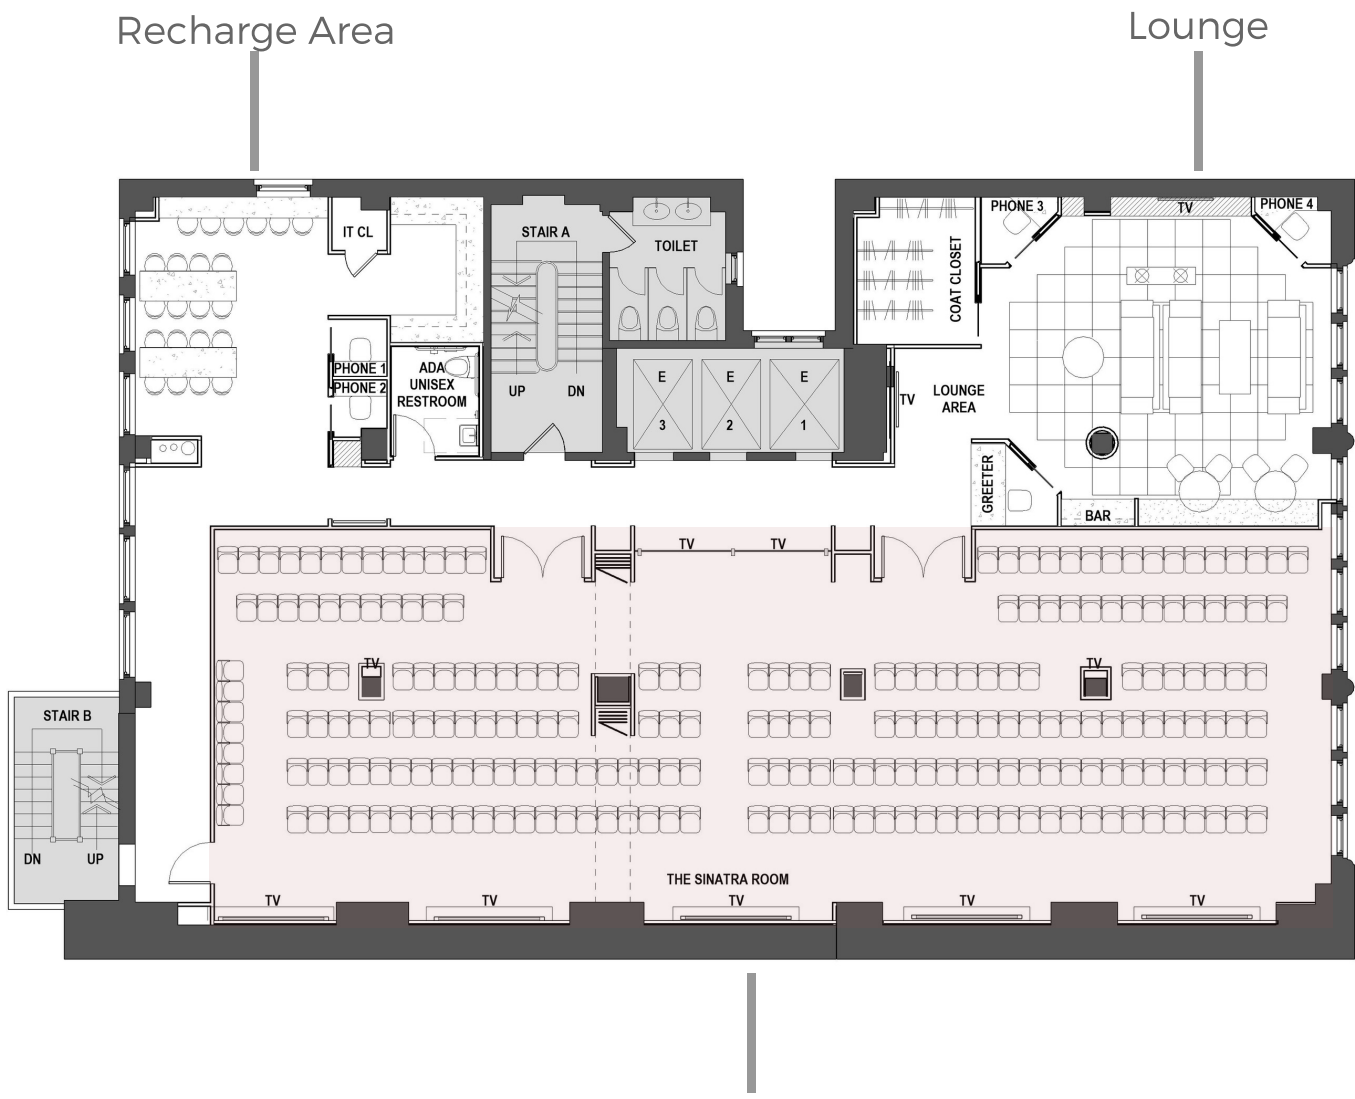 Recharge Area
Lounge
PHONE 3
TV
PHONE 4
IT CL
STAIR A
TOILET
COAT CLOSET
PHONE 1
PHONE 2
ADA
UNISEX
RESTROOM
UP
DN
E
3
E
2
E
1
TV
LOUNGE
AREA
GREETER
BAR
TV
TV
TV
TV
STAIR B
DN
UP
THE SINATRA ROOM
TV
TV
TV
TV
TV